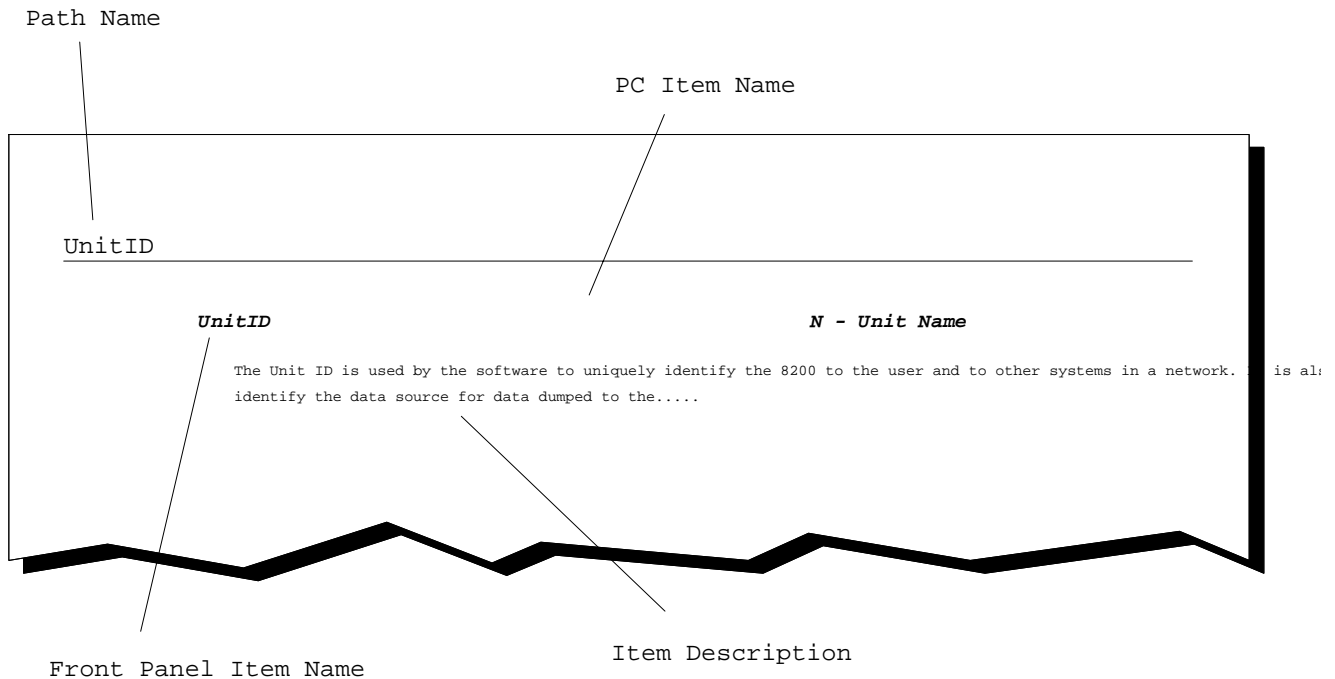 Path Name
PC Item Name
UnitID
UnitID N - Unit Name
The Unit ID is used by the software to uniquely identify the 8200 to the user and to other systems in a network. is
identify the data source for data dumped to the.....
Item Description
Front Panel Item Name